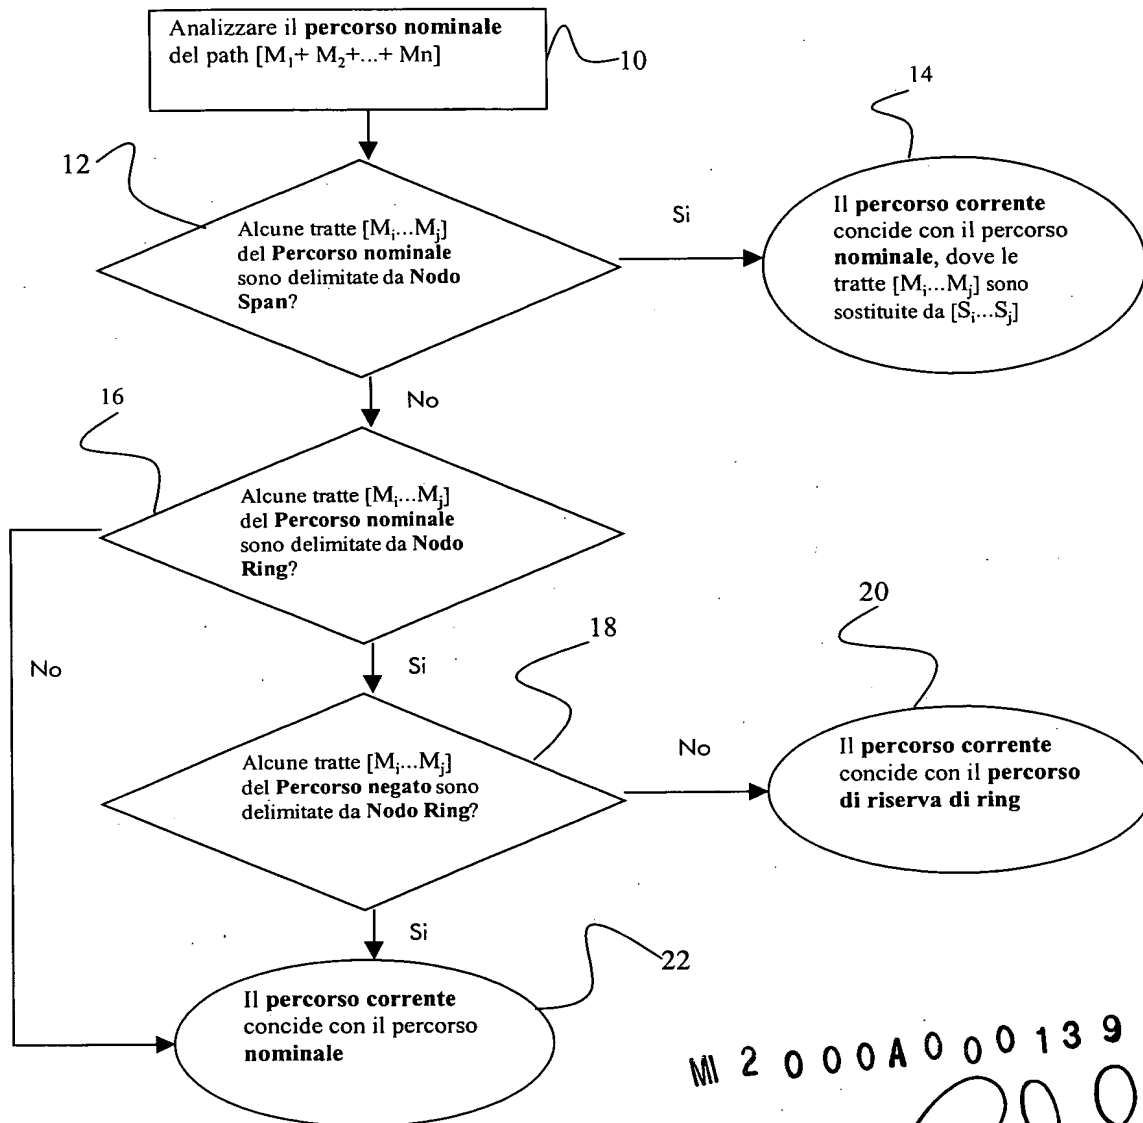 Analizzare il percorso nominale
del path [M₁+ M₂+...+ Mn]
10
14
12
Alcune tratte [Mᵢ...Mⱼ]
del Percorso nominale
sono delimitate da Nodo
Span?
Si
Il percorso corrente
concide con il percorso
nominale, dove le
tratte [Mᵢ...Mⱼ] sono
sostituite da [Sᵢ...Sⱼ]
No
16
Alcune tratte [Mᵢ...Mⱼ]
del Percorso nominale
sono delimitate da Nodo
Ring?
No
Si
18
20
Alcune tratte [Mᵢ...Mⱼ]
del Percorso negato sono
delimitate da Nodo Ring?
No
Il percorso corrente
concide con il percorso
di riserva di ring
Si
22
Il percorso corrente
concide con il percorso
nominale
MI 2000A000139